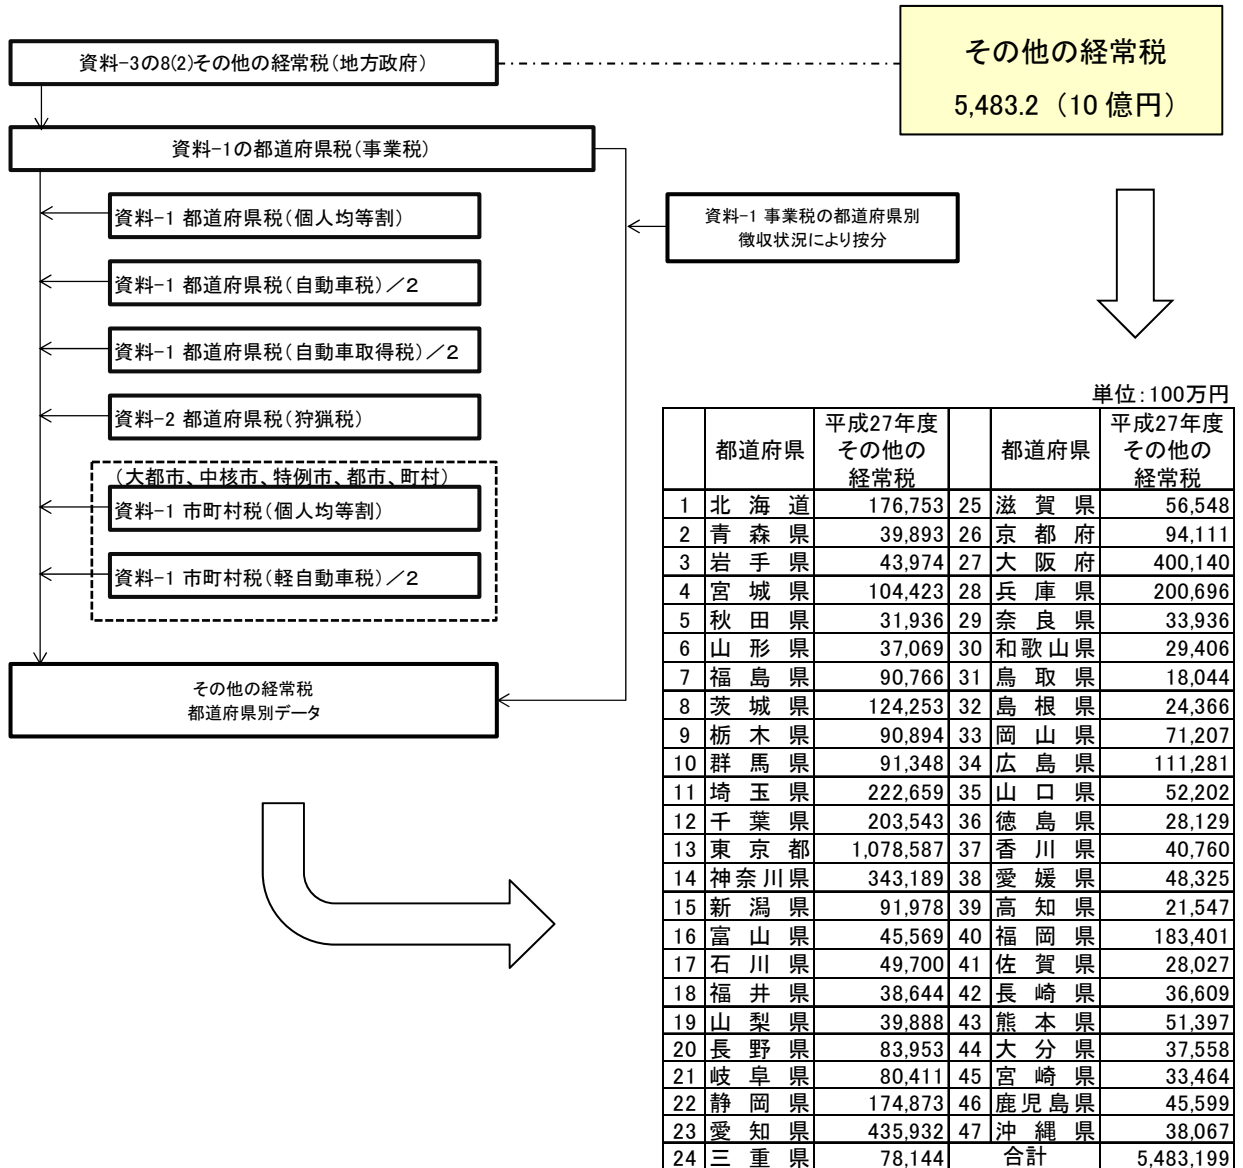 その他の経常税
5,483.2（10 億円）
資料-3の8(2)その他の経常税(地方政府)
資料-1の都道府県税(事業税)
資料-1 都道府県税(個人均等割)
資料-1 事業税の都道府県別
徴収状況により按分
資料-1 都道府県税(自動車税)／2
資料-1 都道府県税(自動車取得税)／2
資料-2 都道府県税(狩猟税)
(大都市、中核市、特例市、都市、町村)
資料-1 市町村税(個人均等割)
資料-1 市町村税(軽自動車税)／2
その他の経常税
都道府県別データ
単位：100万円
都道府県 平成27年度 その他の 経常税 都道府県 平成27年度 その他の 経常税
1 北海道 176,753 25 滋賀県 56,548
2 青森県 39,893 26 京都府 94,111
3 岩手県 43,974 27 大阪府 400,140
4 宮城県 104,423 28 兵庫県 200,696
5 秋田県 31,936 29 奈良県 33,936
6 山形県 37,069 30 和歌山県 29,406
7 福島県 90,766 31 鳥取県 18,044
8 茨城県 124,253 32 島根県 24,366
9 栃木県 90,894 33 岡山県 71,207
10 群馬県 91,348 34 広島県 111,281
11 埼玉県 222,659 35 山口県 52,202
12 千葉県 203,543 36 徳島県 28,129
13 東京都 1,078,587 37 香川県 40,760
14 神奈川県 343,189 38 愛媛県 48,325
15 新潟県 91,978 39 高知県 21,547
16 富山県 45,569 40 福岡県 183,401
17 石川県 49,700 41 佐賀県 28,027
18 福井県 38,644 42 長崎県 36,609
19 山梨県 39,888 43 熊本県 51,397
20 長野県 83,953 44 大分県 37,558
21 岐阜県 80,411 45 宮崎県 33,464
22 静岡県 174,873 46 鹿児島県 45,599
23 愛知県 435,932 47 沖縄県 38,067
24 三重県 78,144 合計 5,483,199